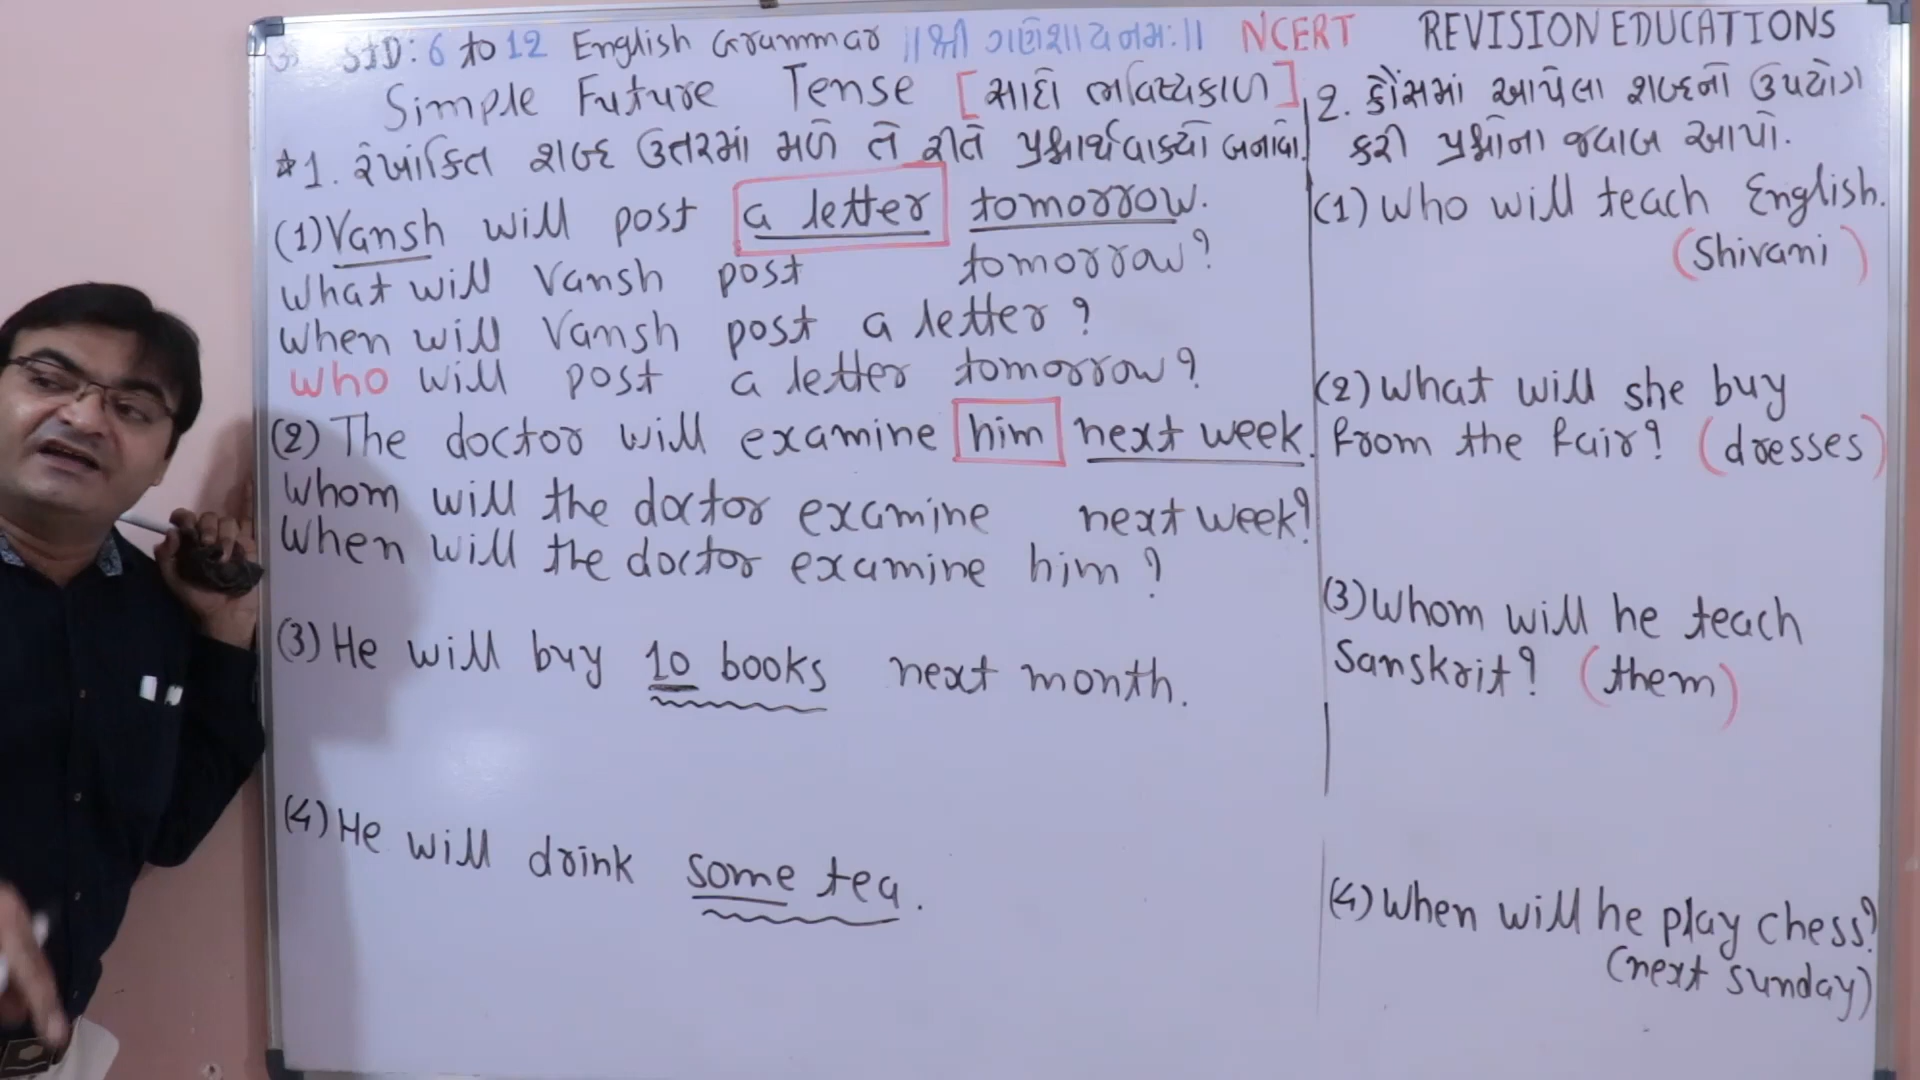 STD: 6 to 12 English Grammar ॥ श्री ગણેશાય નમઃ ॥ NCERT REVISION EDUCATIONS
Simple Future Tense [સાદો ભવિષ્યકાળ]
*1. રેખાંકિત શબ્દ ઉતરમાં મળે તે રીતે પ્રશ્નાર્થવાક્યો બનાવો.
(1) Vansh will post a letter tomorrow.
What will Vansh post tomorrow?
When will Vansh post a letter?
Who will post a letter tomorrow?
(2) The doctor will examine him next week.
Whom will the doctor examine next week?
When will the doctor examine him?
(3) He will buy 10 books next month.
(4) He will drink some tea.
2. કૌંસમાં આપેલા શબ્દનો ઉપયોગ
કરી પ્રશ્નોના જવાબ આપો.
(1) Who will teach English.
(Shivani)
(2) What will she buy
from the fair? (dresses)
(3) Whom will he teach
Sanskrit? (them)
(4) When will he play chess?
(next sunday)